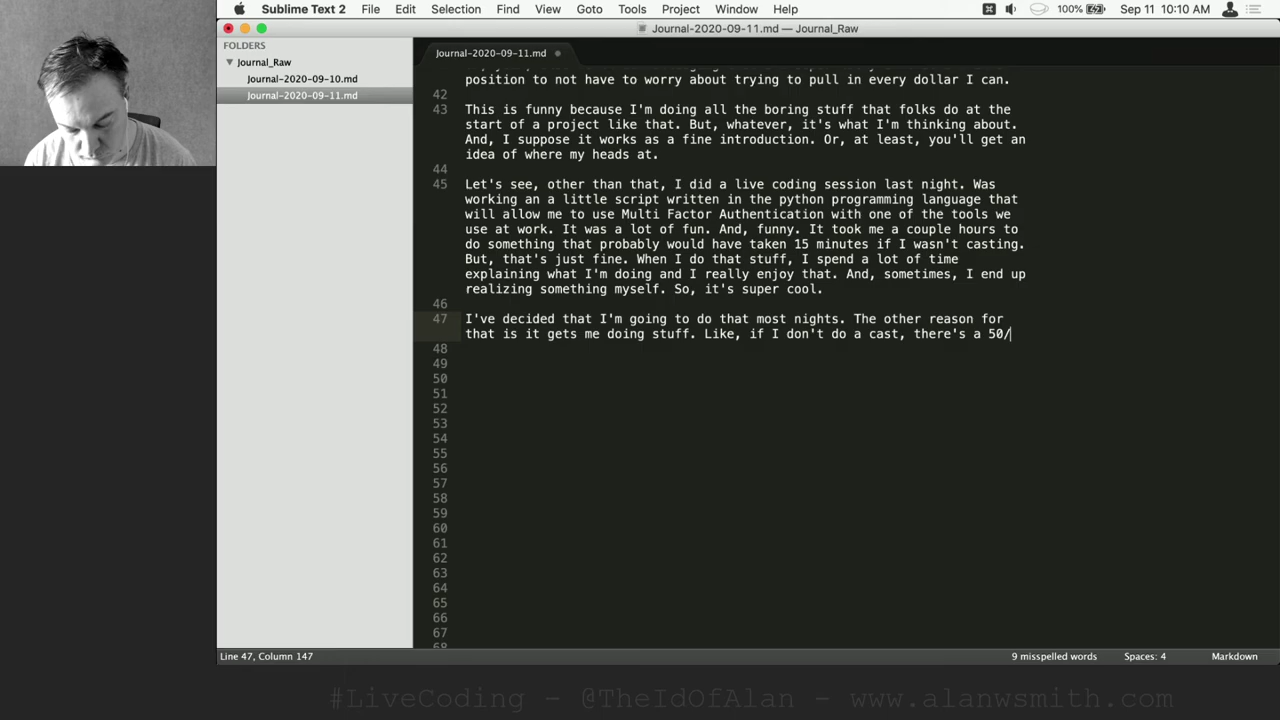 Sublime Text 2 File Edit Selection Find View Goto Tools Project Window Help 100% Sep 11 10:10 AM
Journal-2020-09-11.md — Journal_Raw
FOLDERS
Journal_Raw
Journal-2020-09-10.md
Journal-2020-09-11.md
Journal-2020-09-11.md
position to not have to worry about trying to pull in every dollar I can.
42
43 This is funny because I'm doing all the boring stuff that folks do at the
start of a project like that. But, whatever, it's what I'm thinking about.
And, I suppose it works as a fine introduction. Or, at least, you'll get an
idea of where my heads at.
44
45 Let's see, other than that, I did a live coding session last night. Was
working an a little script written in the python programming language that
will allow me to use Multi Factor Authentication with one of the tools we
use at work. It was a lot of fun. And, funny. It took me a couple hours to
do something that probably would have taken 15 minutes if I wasn't casting.
But, that's just fine. When I do that stuff, I spend a lot of time
explaining what I'm doing and I really enjoy that. And, sometimes, I end up
realizing something myself. So, it's super cool.
46
47 I've decided that I'm going to do that most nights. The other reason for
that is it gets me doing stuff. Like, if I don't do a cast, there's a 50/
48
49
50
51
52
53
54
55
56
57
58
59
60
61
62
63
64
65
66
67
68
Line 47, Column 147 9 misspelled words Spaces: 4 Markdown
#LiveCoding - @TheIdOfAlan - www.alanwsmith.com